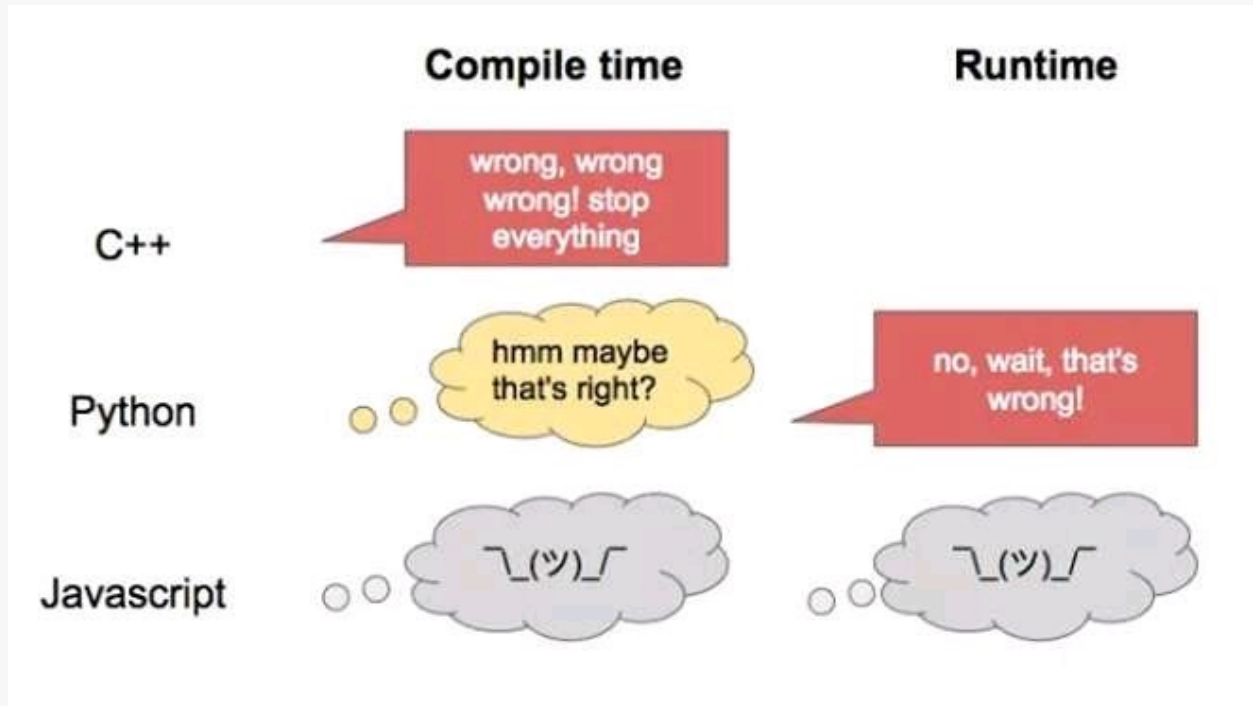 Compile time Runtime
wrong, wrong
wrong! stop
everything
C++
hmm maybe
that's right?
no, wait, that's
wrong!
Python
¯\_(ツ)_/¯ ¯\_(ツ)_/¯
Javascript